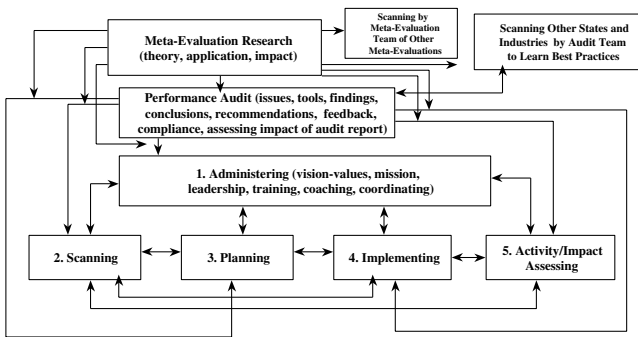 Meta-Evaluation Research
(theory, application, impact)
Scanning by
Meta-Evaluation
Team of Other
Meta-Evaluations
Scanning Other States and
Industries by Audit Team
to Learn Best Practices
Performance Audit (issues, tools, findings,
conclusions, recommendations, feedback,
compliance, assessing impact of audit report)
1. Administering (vision-values, mission,
leadership, training, coaching, coordinating)
2. Scanning
3. Planning
4. Implementing
5. Activity/Impact
Assessing